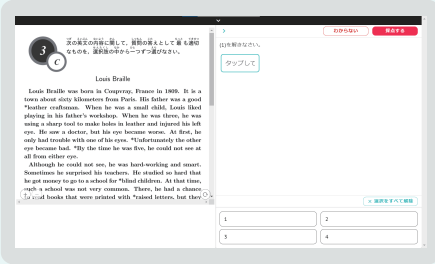 わからない
採点する
次の英文の内容に関して、質問の答えとして最も適切
なものを、選択肢の中から一つずつ選びなさい。
3
C
Louis Braille
Louis Braille was born in Coupvray, France in 1809. It is a
town about sixty kilometers from Paris. His father was a good
*leather craftsman. When he was a small child, Louis liked
playing in his father's workshop. When he was three, he was
using a sharp tool to make holes in leather and injured his left
eye. He saw a doctor, but his eye became worse. At first, he
only had trouble with one of his eyes. *Unfortunately the other
eye became bad. *By the time he was five, he could not see at
all from either eye.
Although he could not see, he was hard-working and smart.
Sometimes he surprised his teachers. He studied so hard that
he got money to go to a school for *blind children. At that time,
such a school was not very common. There, he had a chance
to read books that were printed with *raised letters, but they
(1)を解きなさい。
タップして
選択をすべて解除
1
2
3
4